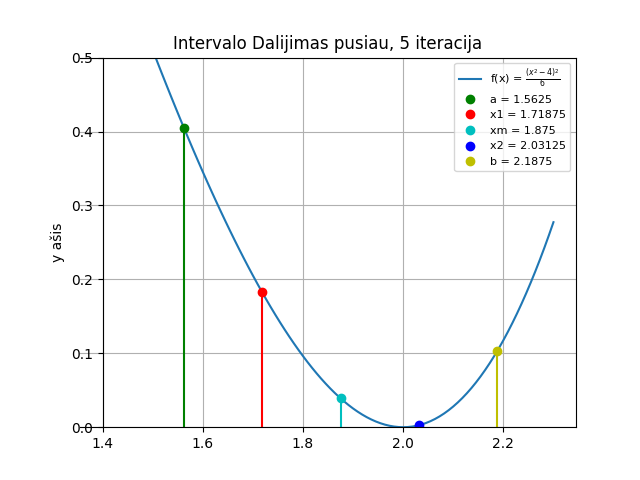 Intervalo Dalijimas pusiau, 5 iteracija
f(x) = \frac{(x²−4)²}{6}
a = 1.5625
x1 = 1.71875
xm = 1.875
x2 = 2.03125
b = 2.1875
y ašis
0.5
0.4
0.3
0.2
0.1
0.0
1.4 1.6 1.8 2.0 2.2